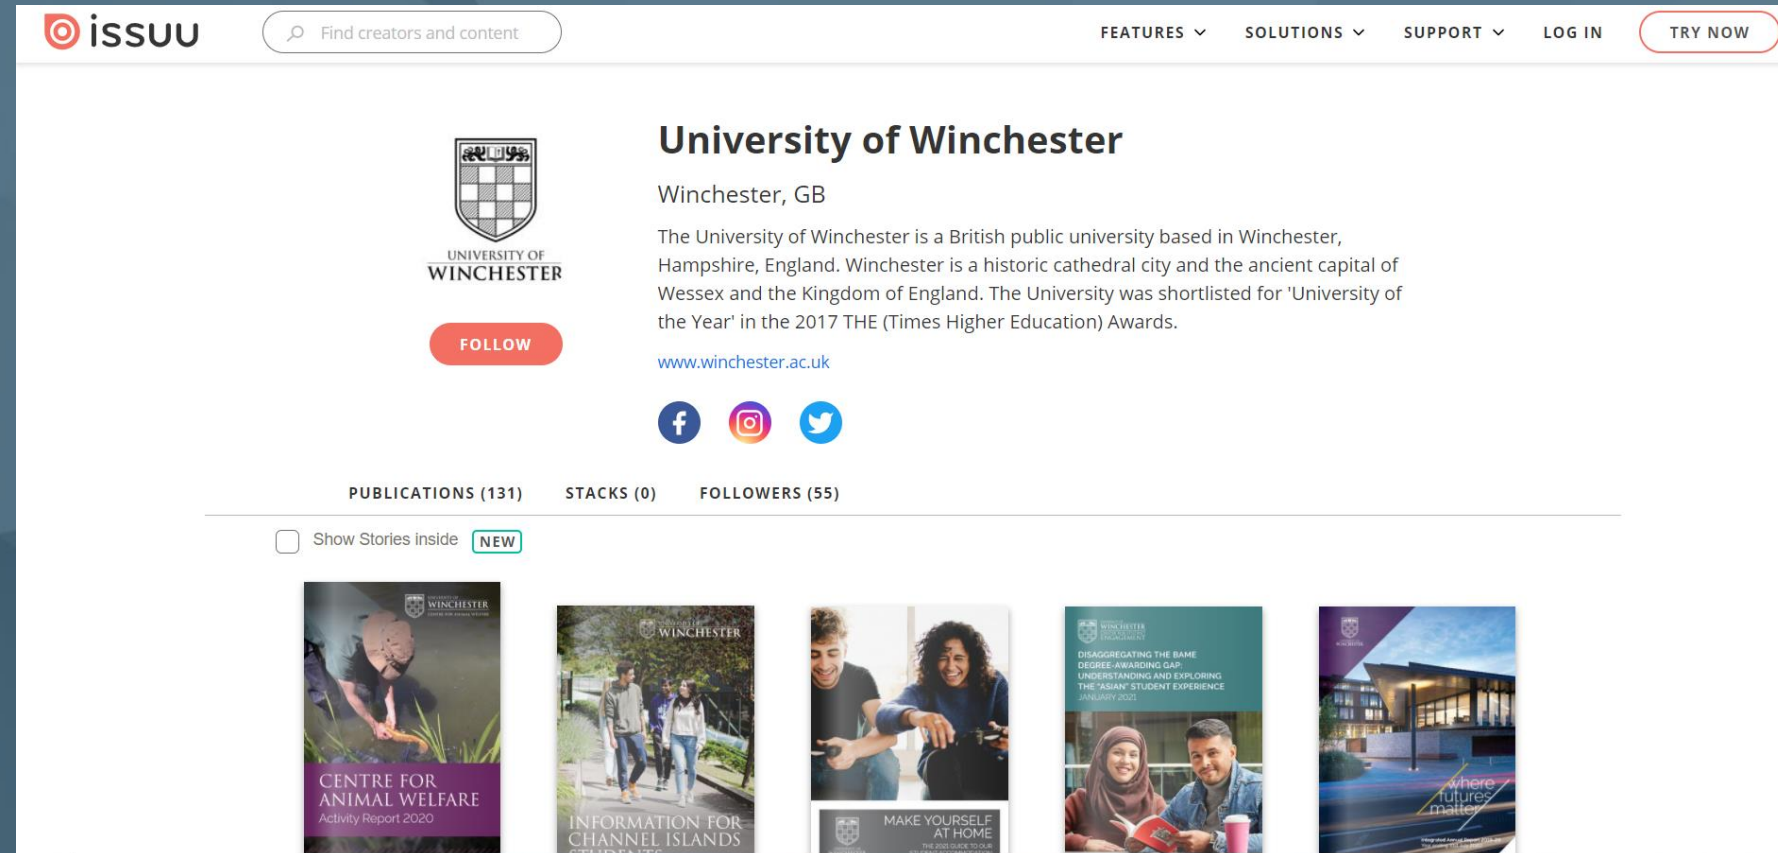 issuu
Find creators and content
FEATURES
SOLUTIONS
SUPPORT
LOG IN
TRY NOW
UNIVERSITY OF
WINCHESTER
FOLLOW
University of Winchester
Winchester, GB
The University of Winchester is a British public university based in Winchester,
Hampshire, England. Winchester is a historic cathedral city and the ancient capital of
Wessex and the Kingdom of England. The University was shortlisted for 'University of
the Year' in the 2017 THE (Times Higher Education) Awards.
www.winchester.ac.uk
PUBLICATIONS (131)
STACKS (0)
FOLLOWERS (55)
Show Stories inside
NEW
WINCHESTER
CENTRE FOR
ANIMAL WELFARE
Activity Report 2020
WINCHESTER
INFORMATION FOR
CHANNEL ISLANDS
STUDENTS
MAKE YOURSELF
AT HOME
THE 2021 GUIDE TO OUR
WINCHESTER
DISAGGREGATING THE BAME
DEGREE-AWARDING GAP:
UNDERSTANDING AND EXPLORING
THE "ASIAN" STUDENT EXPERIENCE
JANUARY 2021
where
futures
matter